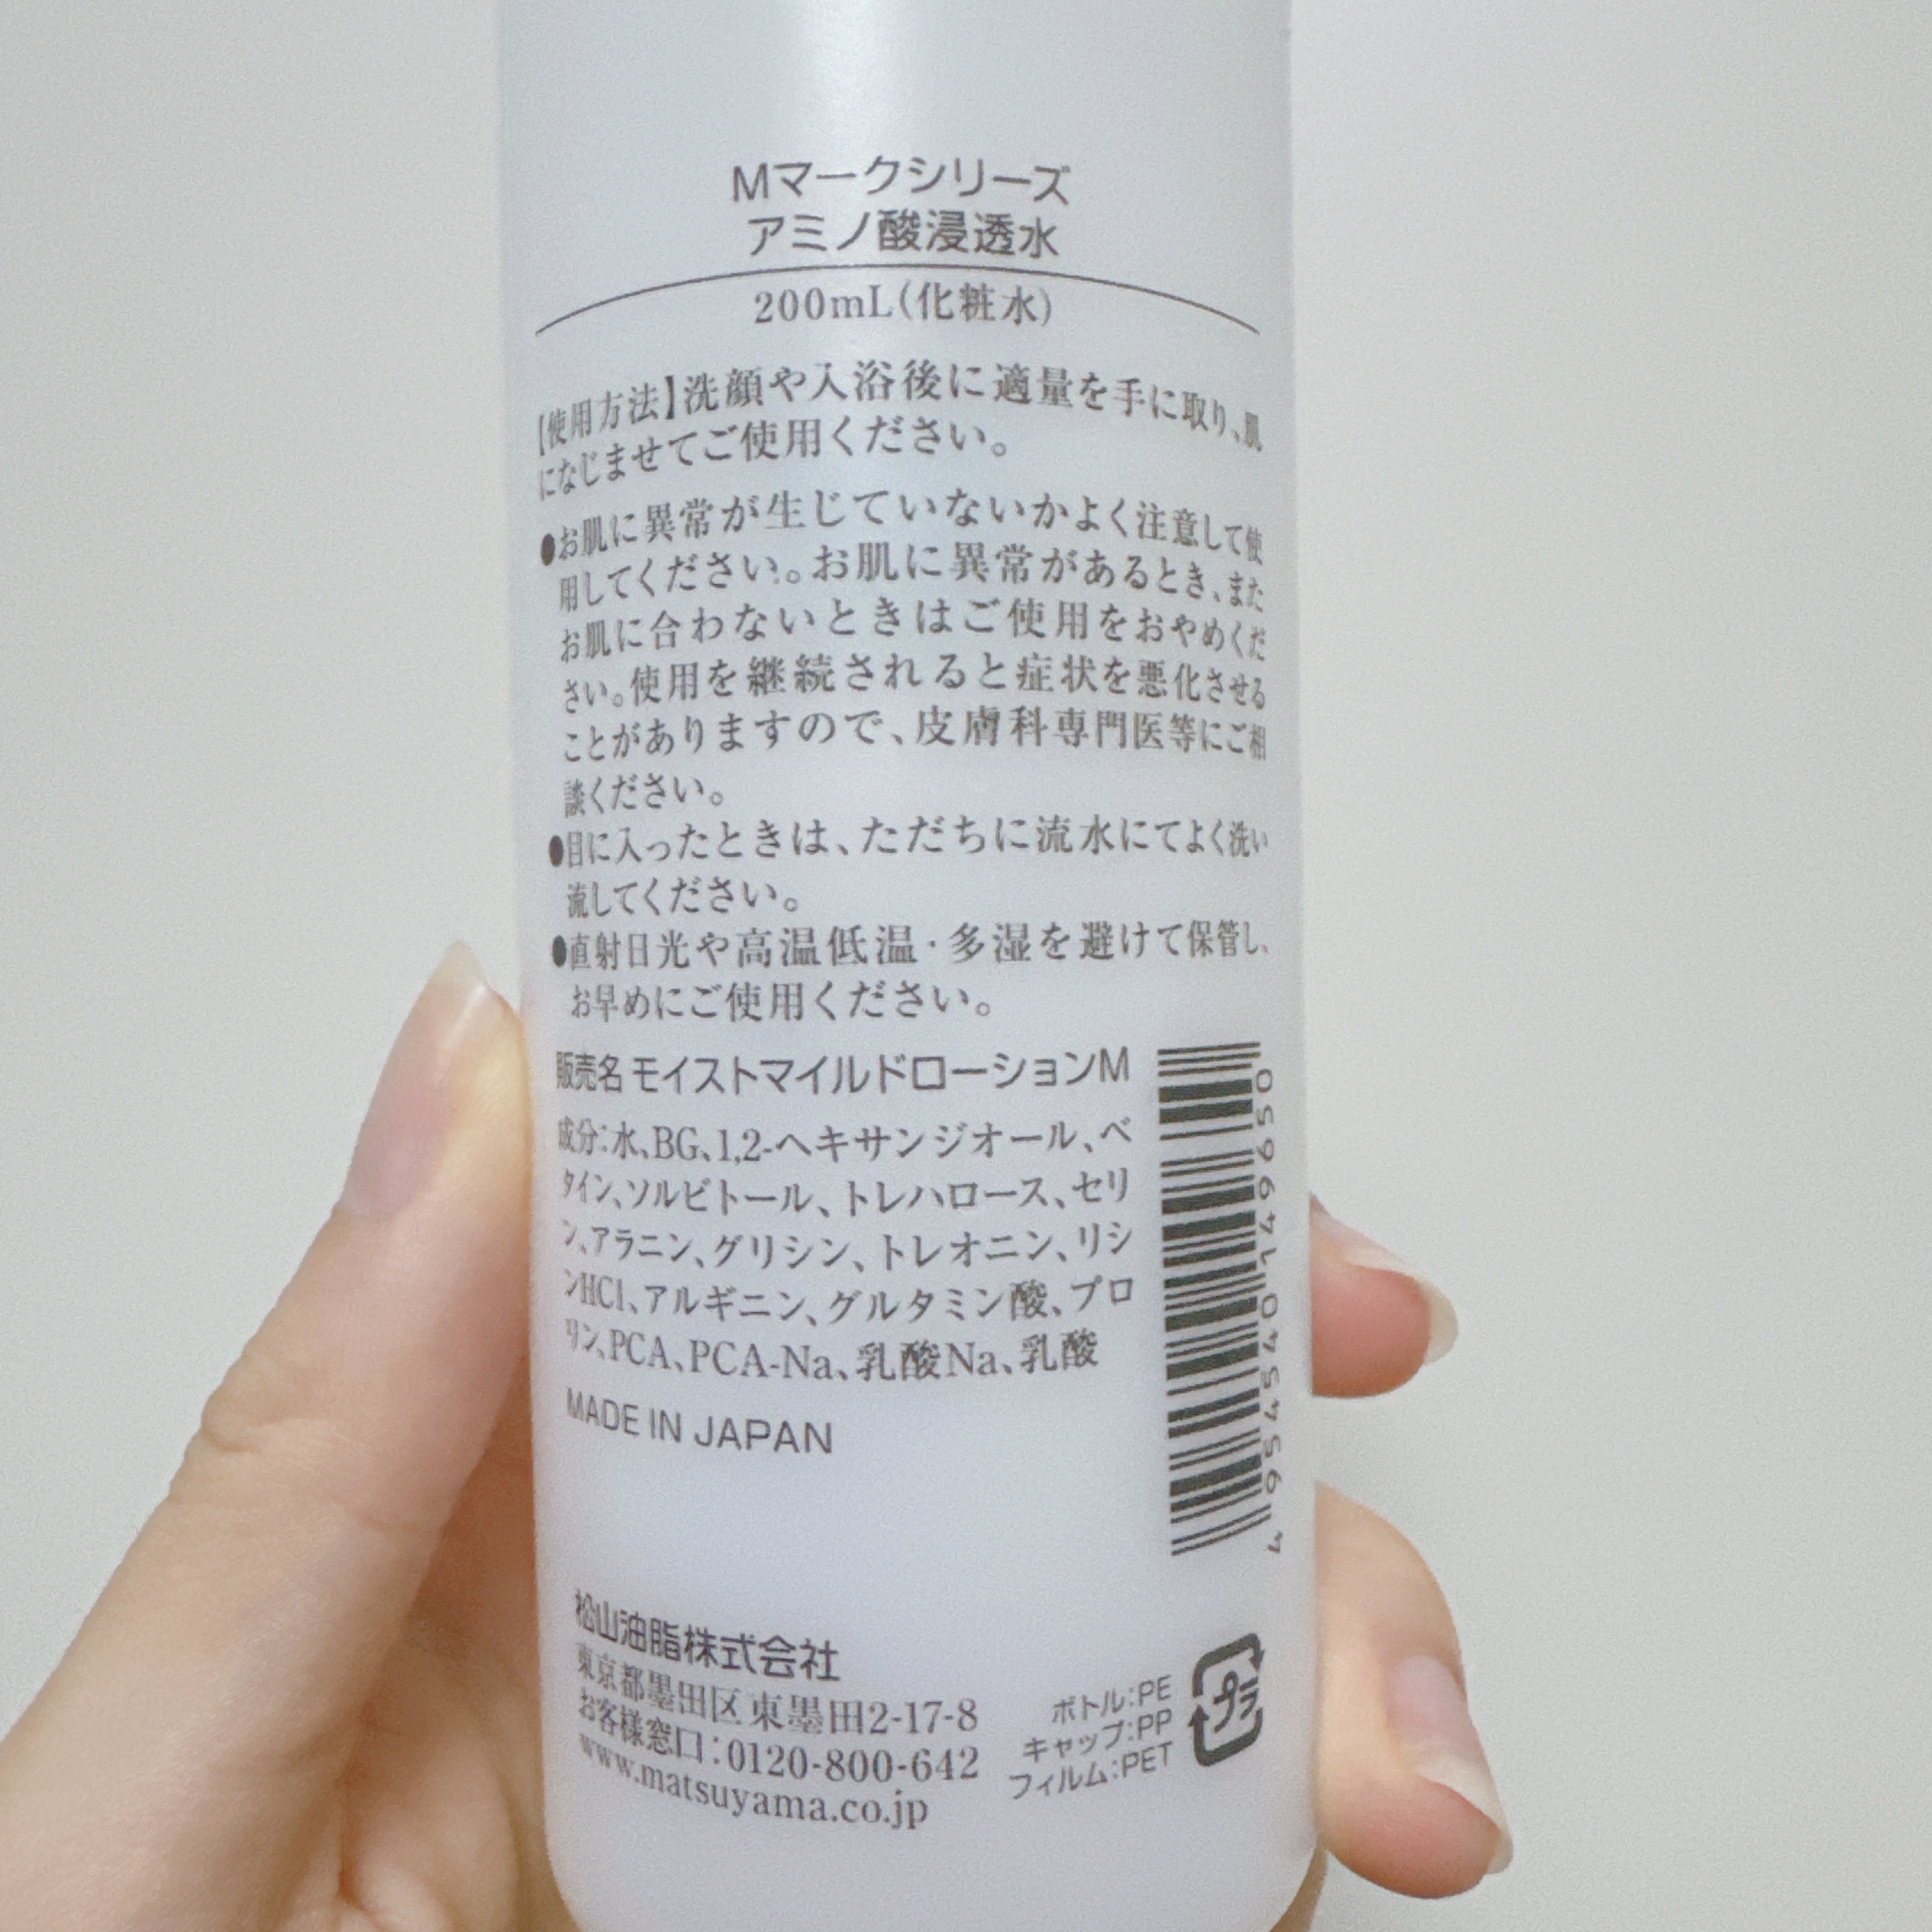 Mマークシリーズ
アミノ酸浸透水
200mL(化粧水)
【使用方法】洗顔や入浴後に適量を手に取り、肌
になじませてご使用ください。
●お肌に異常が生じていないかよく注意して使
用してください。お肌に異常があるとき、また
お肌に合わないときはご使用をおやめくだ
さい。使用を継続されると症状を悪化させる
ことがありますので、皮膚科専門医等にご相
談ください。
●目に入ったときは、ただちに流水にてよく洗い
流してください。
●直射日光や高温低温・多湿を避けて保管し、
お早めにご使用ください。
販売名 モイストマイルドローションM
成分:水、BG、1,2-ヘキサンジオール、ベ
タイン、ソルビトール、トレハロース、セリ
ン、アラニン、グリシン、トレオニン、リシ
ンHCl、アルギニン、グルタミン酸、プロ
リン、PCA、PCA-Na、乳酸Na、乳酸
MADE IN JAPAN
4 954540 149650
松山油脂株式会社
東京都墨田区東墨田2-17-8
お客様窓口:0120-800-642
www.matsuyama.co.jp
ボトル:PE
キャップ:PP
フィルム:PET
プラ